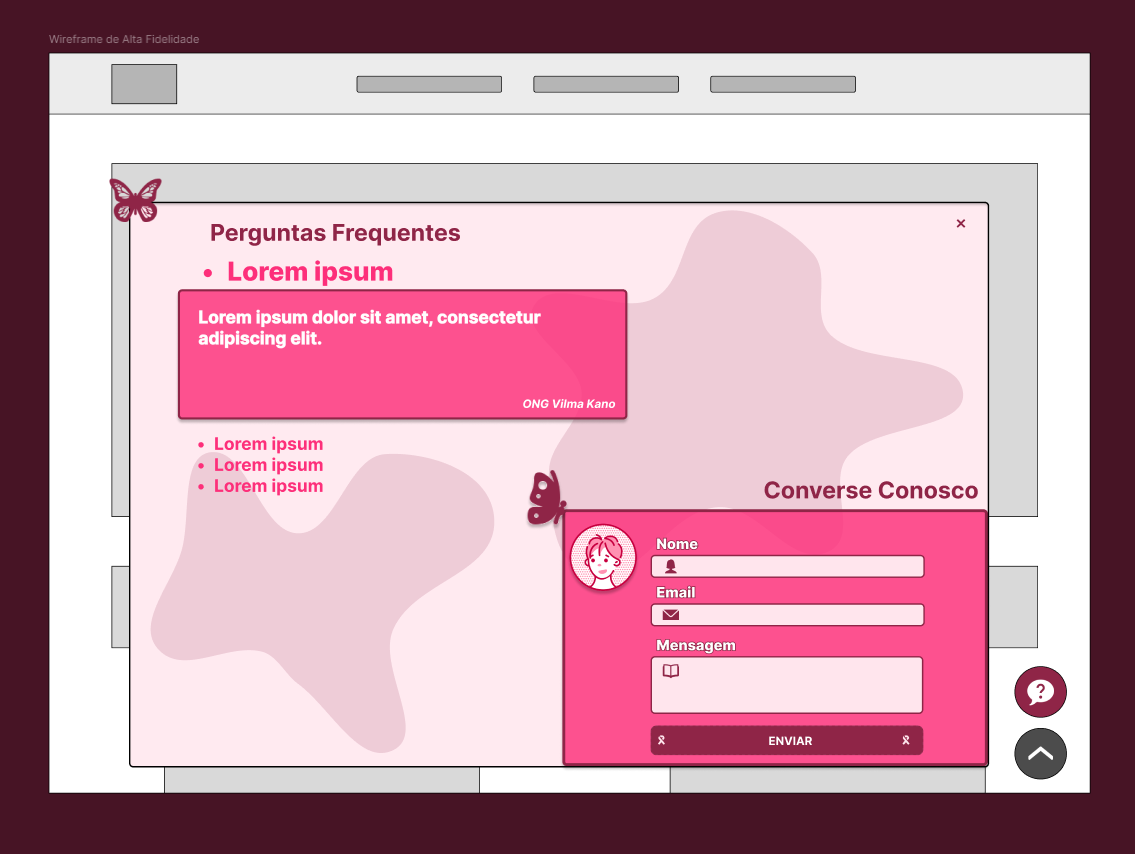 Wireframe de Alta Fidelidade
×
Perguntas Frequentes
• Lorem ipsum
Lorem ipsum dolor sit amet, consectetur
adipiscing elit.
ONG Vilma Kano
• Lorem ipsum
• Lorem ipsum
• Lorem ipsum
Converse Conosco
Nome
Email
Mensagem
ENVIAR
?